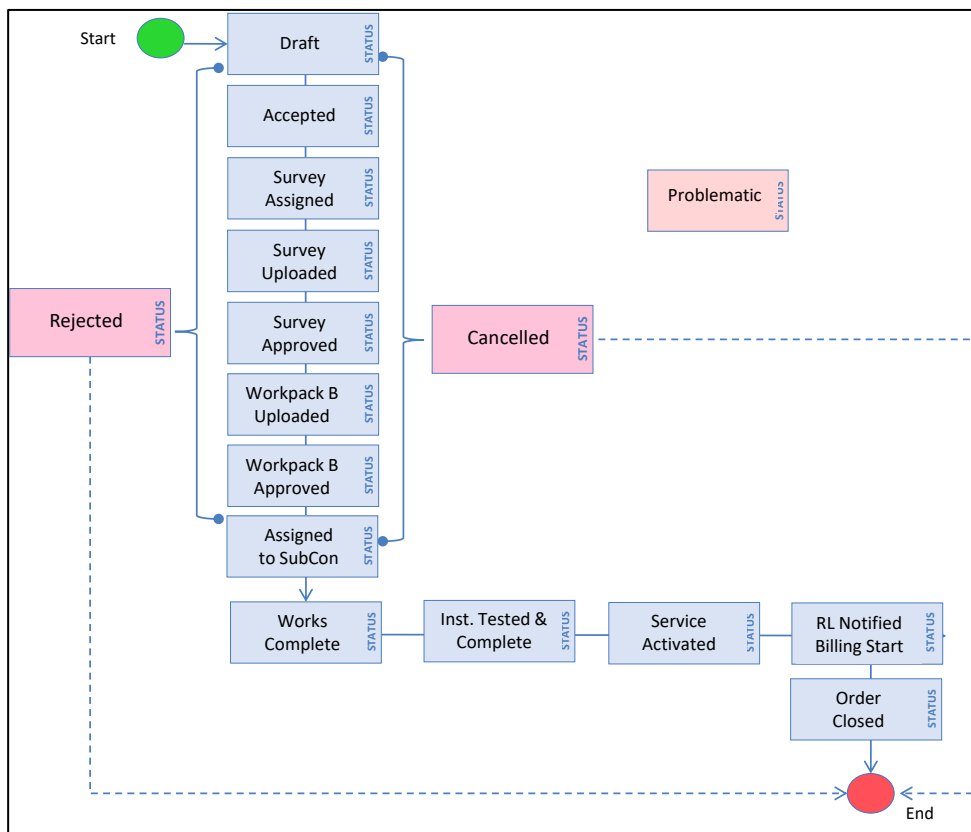 Start
Draft
STATUS
Accepted
STATUS
Survey
Assigned
STATUS
Problematic
STATUS
Survey
Uploaded
STATUS
Rejected
STATUS
Survey
Approved
STATUS
Cancelled
STATUS
Workpack B
Uploaded
STATUS
Workpack B
Approved
STATUS
Assigned
to SubCon
STATUS
Works
Complete
STATUS
Inst. Tested &
Complete
STATUS
Service
Activated
STATUS
RL Notified
Billing Start
STATUS
Order
Closed
STATUS
End